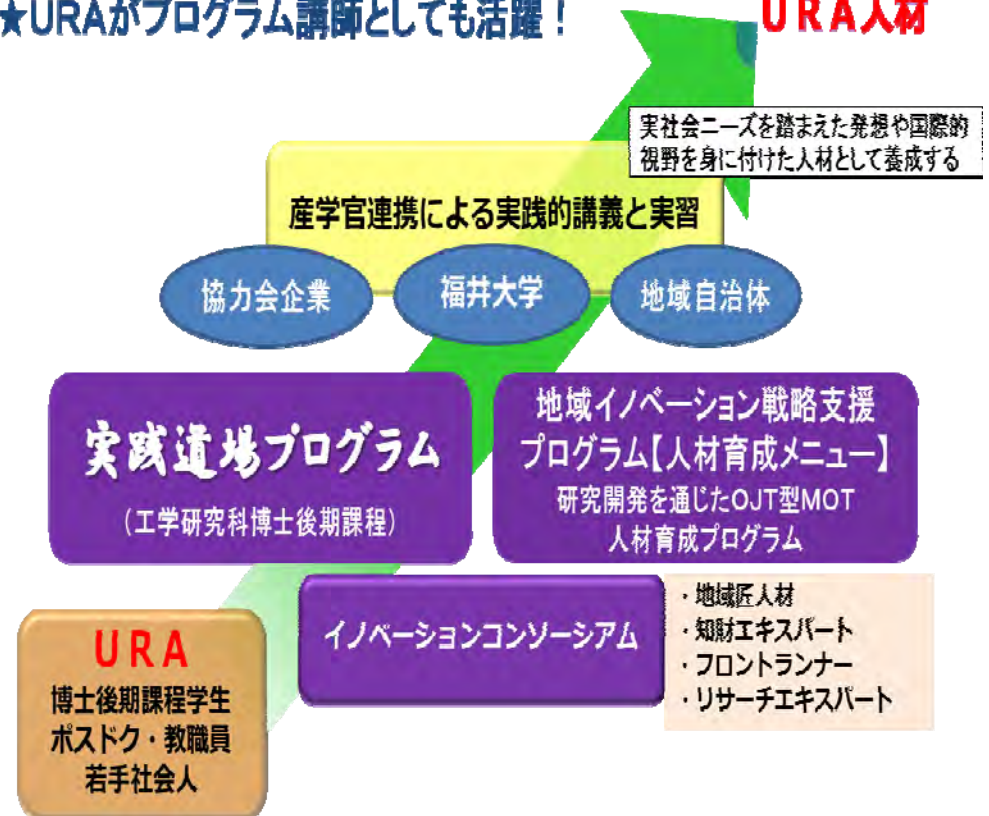 ★URAがプログラム講師としても活躍！
URA人材
実社会ニーズを踏まえた発想や国際的
視野を身に付けた人材として養成する
産学官連携による実践的講義と実習
協力会企業
福井大学
地域自治体
実践道場プログラム
（工学研究科博士後期課程）
地域イノベーション戦略支援
プログラム【人材育成メニュー】
研究開発を通じたOJT型MOT
人材育成プログラム
イノベーションコンソーシアム
・地域匠人材
・知財エキスパート
・フロントランナー
・リサーチエキスパート
URA
博士後期課程学生
ポスドク・教職員
若手社会人